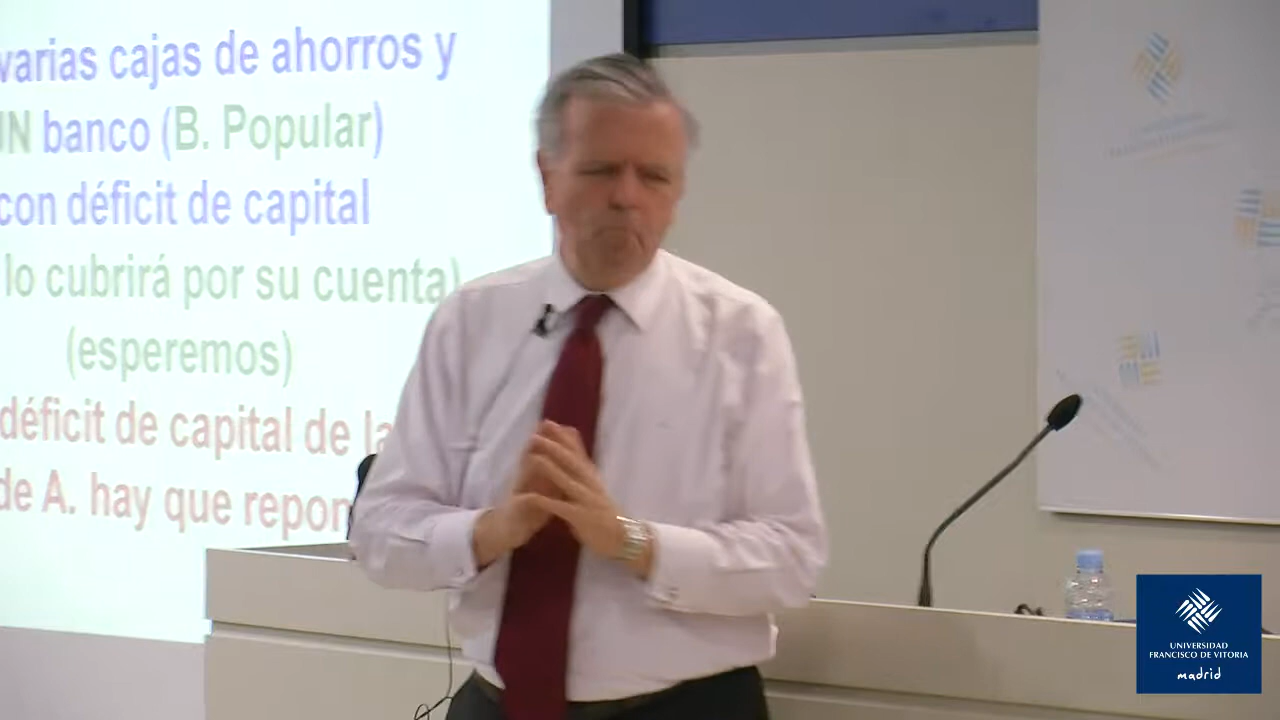 varias cajas de ahorros y
UN banco (B. Popular)
con déficit de capital
lo cubrirá por su cuenta)
(esperemos)
déficit de capital de la
de A. hay que repon
UNIVERSIDAD
FRANCISCO DE VITORIA
madrid